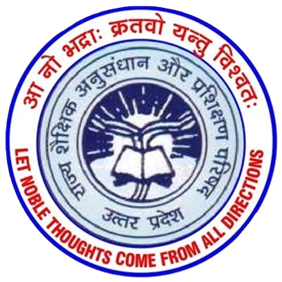 आ नो भद्राः क्रतवो यन्तु विश्वतः
राज्य शैक्षिक अनुसंधान और प्रशिक्षण परिषद
उत्तर प्रदेश
LET NOBLE THOUGHTS COME FROM ALL DIRECTIONS